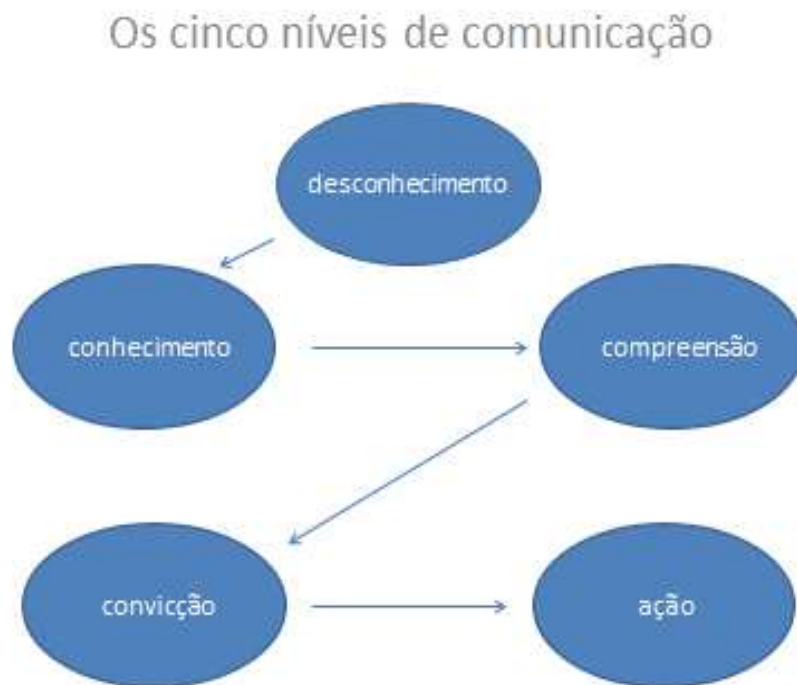 Os cinco níveis de comunicação
desconhecimento
conhecimento
compreensão
convicção
ação